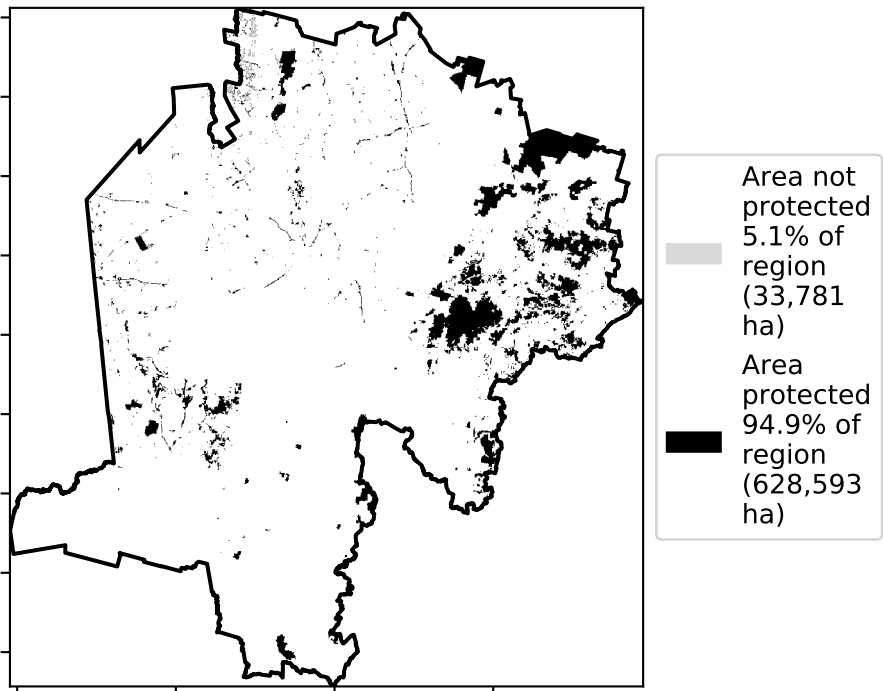 Area not
protected
5.1% of
region
(33,781
ha)
Area
protected
94.9% of
region
(628,593
ha)